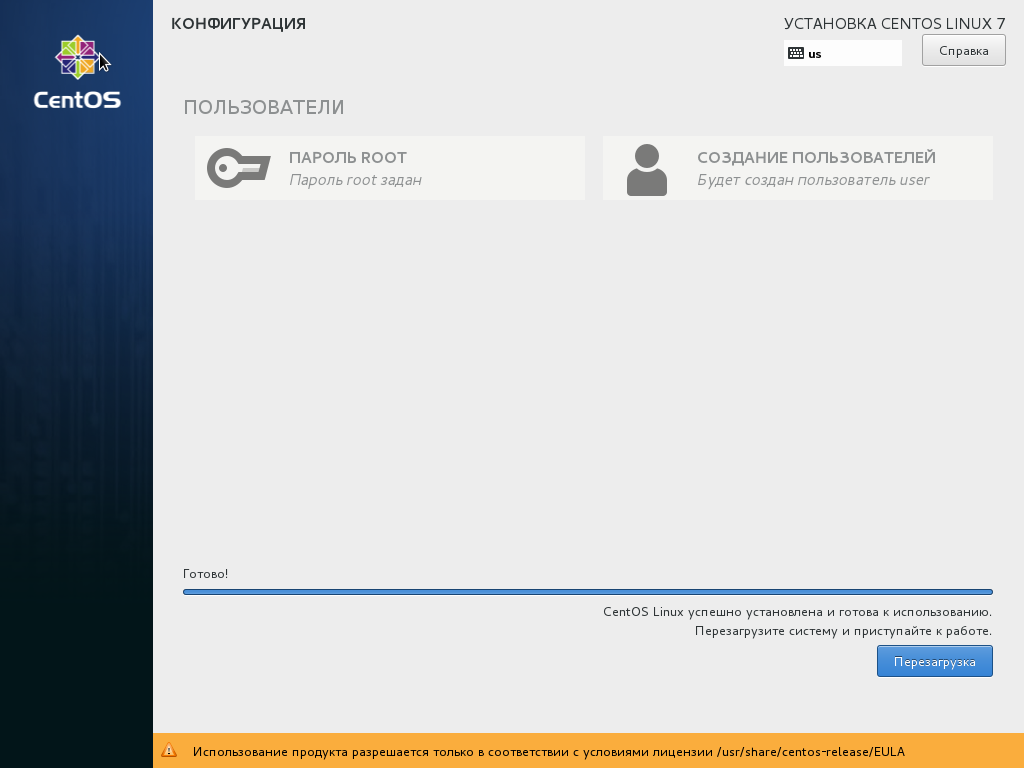 КОНФИГУРАЦИЯ
УСТАНОВКА CENTOS LINUX 7
us
Справка
CentOS
ПОЛЬЗОВАТЕЛИ
ПАРОЛЬ ROOT
Пароль root задан
СОЗДАНИЕ ПОЛЬЗОВАТЕЛЕЙ
Будет создан пользователь user
Готово!
CentOS Linux успешно установлена и готова к использованию.
Перезагрузите систему и приступайте к работе.
Перезагрузка
Использование продукта разрешается только в соответствии с условиями лицензии /usr/share/centos-release/EULA